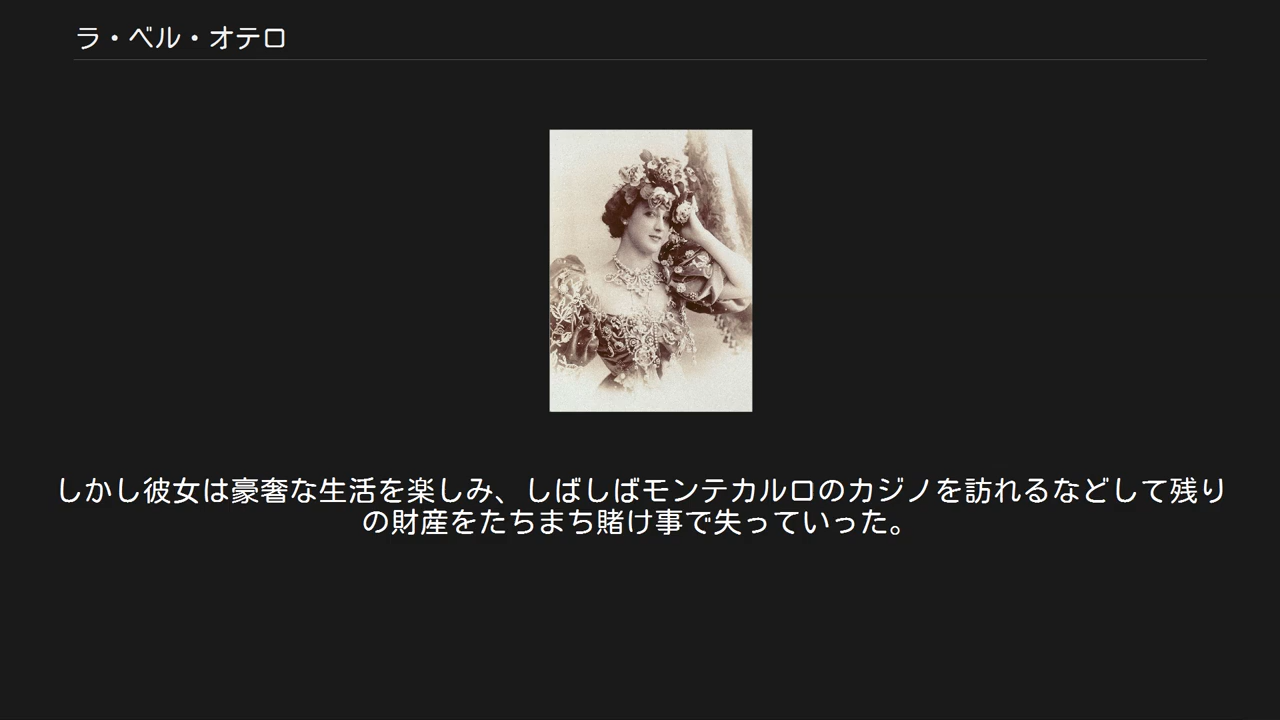 ラ・ベル・オテロ
しかし彼女は豪奢な生活を楽しみ、しばしばモンテカルロのカジノを訪れるなどして残り
の財産をたちまち賭け事で失っていった。